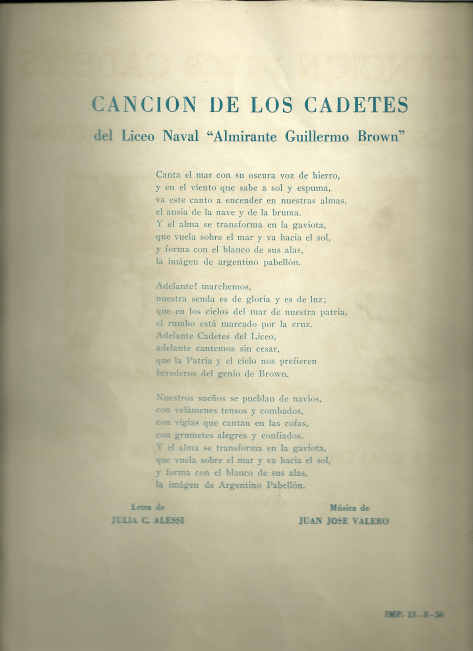 CANCION DE LOS CADETES
del Liceo Naval "Almirante Guillermo Brown"
Canta el mar con su oscura voz de hierro,
y en el viento que sabe a sol y espuma,
va este canto a encender en nuestras almas,
el ansia de la nave y de la bruma.
Y el alma se transforma en la gaviota,
que vuela sobre el mar y va hacia el sol,
y forma con el blanco de sus alas,
la imágen de argentino pabellón.
Adelante! marchemos,
nuestra senda es de gloria y es de luz;
que en los cielos del mar de nuestra patria,
el rumbo está marcado por la cruz.
Adelante Cadetes del Liceo,
adelante cantemos sin cesar,
que la Patria y el cielo nos prefieren
herederos del genio de Brown.
Nuestros sueños se pueblan de navíos,
con velámenes tensos y combados,
con vigías que cantan en las cofas,
con grumetes alegres y confiados.
Y el alma se transforma en la gaviota,
que vuela sobre el mar y va hacia el sol,
y forma con el blanco de sus alas,
la imágen de Argentino Pabellón.
Letra de
JULIA C. ALESSI
Música de
JUAN JOSE VALERO
IMP. 13-8-56